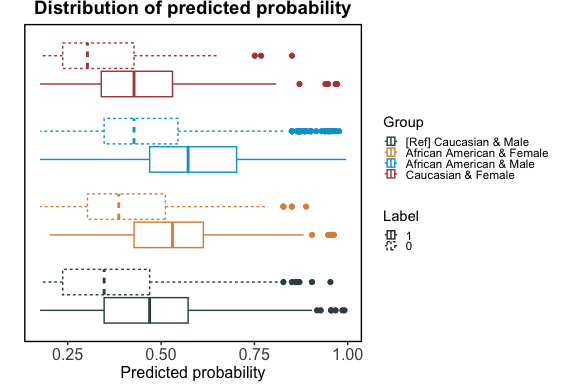 Distribution of predicted probability
Group
[Ref] Caucasian & Male
African American & Female
African American & Male
Caucasian & Female
Label
1
0
0.25 0.50 0.75 1.00
Predicted probability